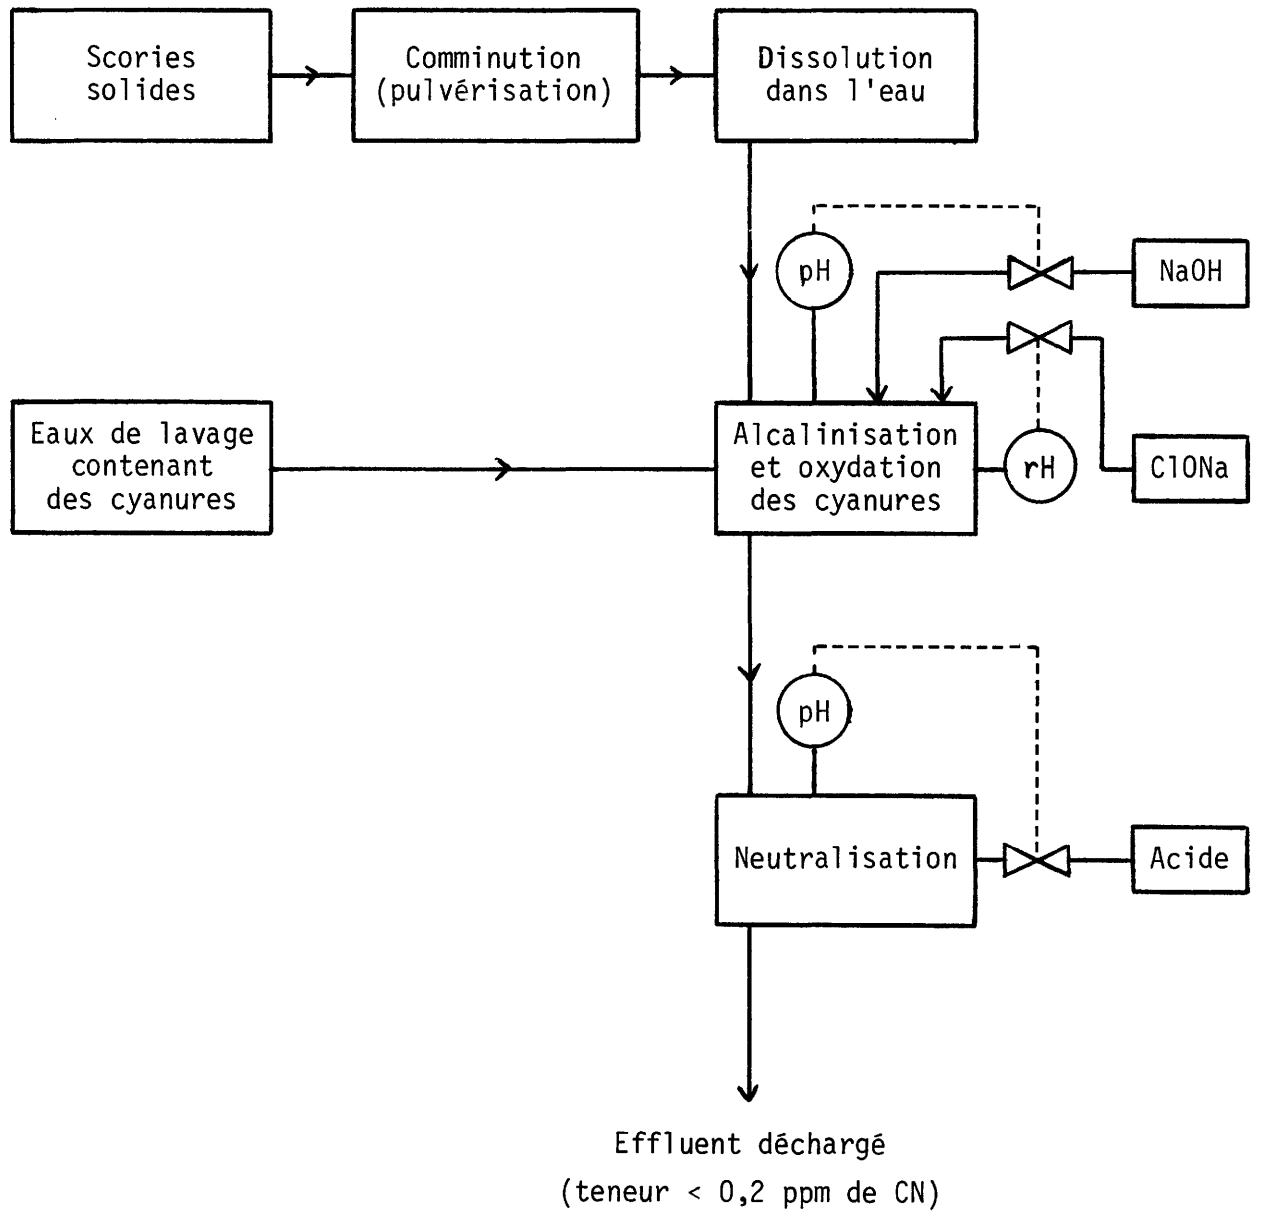 Scories
solides
Comminution
(pulvérisation)
Dissolution
dans l'eau
pH
NaOH
Eaux de lavage
contenant
des cyanures
Alcalinisation
et oxydation
des cyanures
rH
ClONa
pH
Neutralisation
Acide
Effluent déchargé
(teneur < 0,2 ppm de CN)